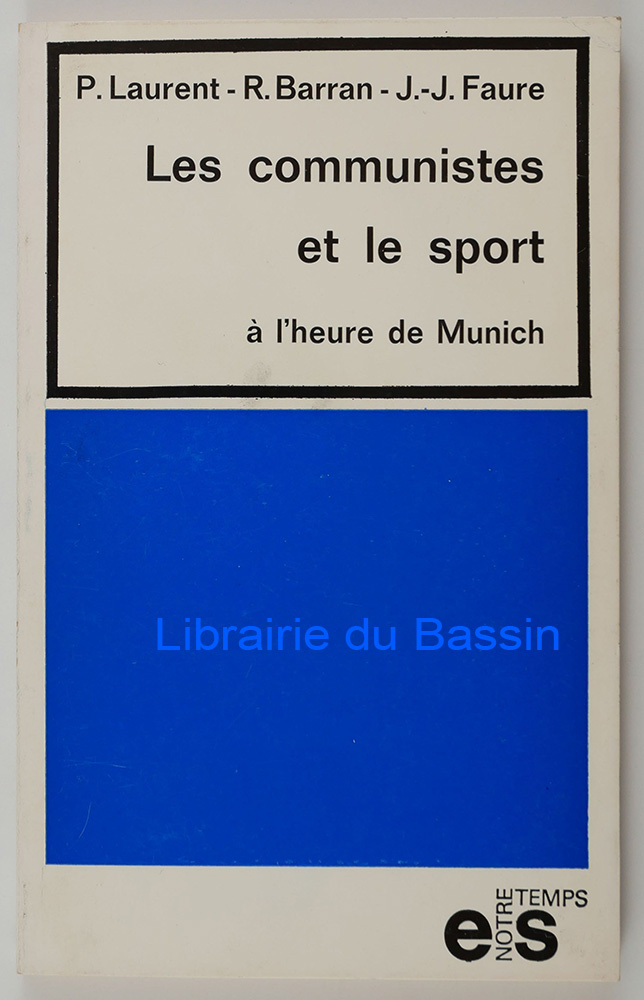 P. Laurent - R. Barran - J.-J. Faure
Les communistes
et le sport
à l'heure de Munich
Librairie du Bassin
es
NOTRE
TEMPS